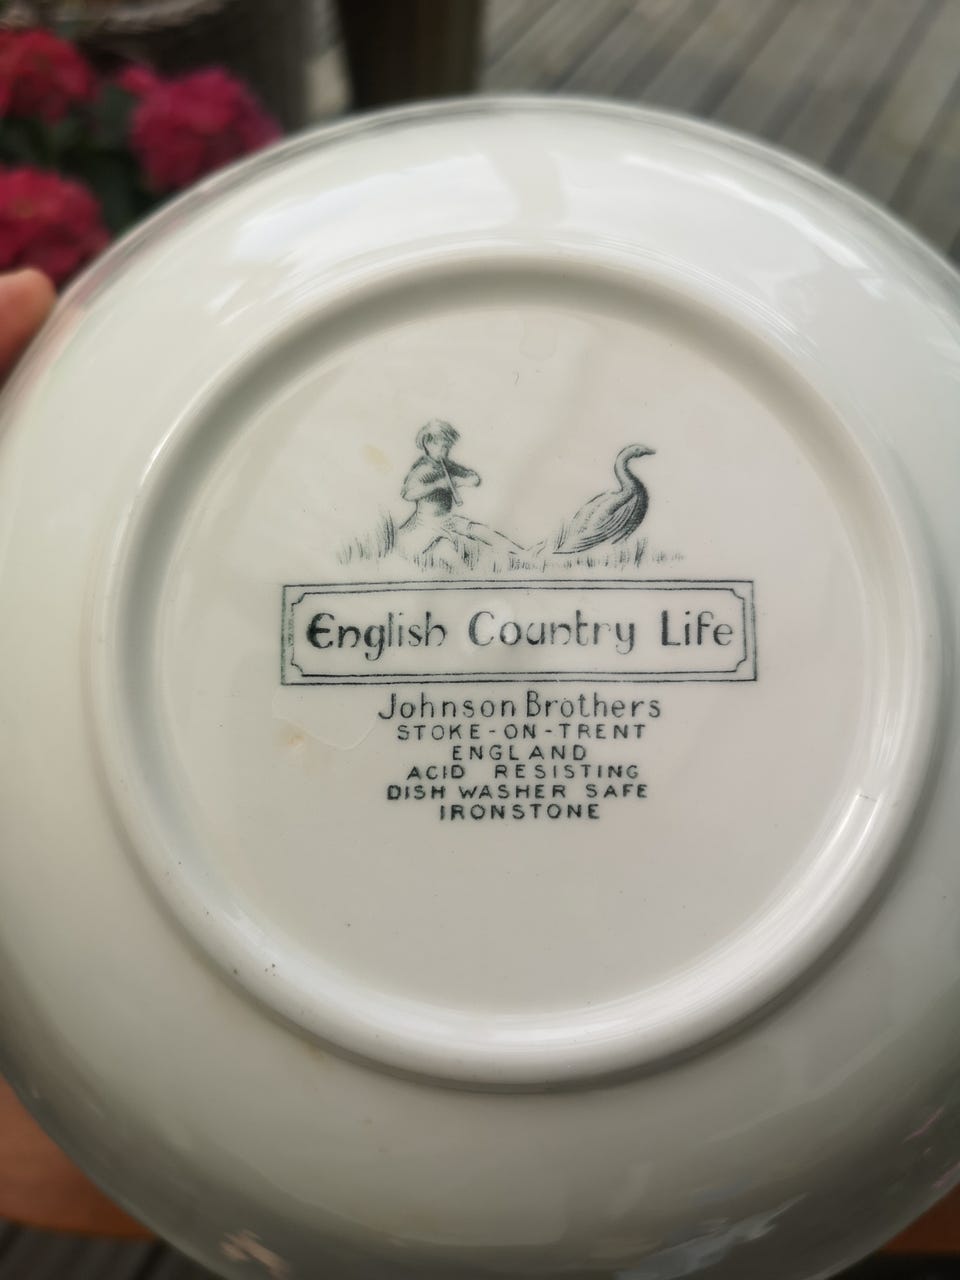 English Country Life
Johnson Brothers
STOKE-ON-TRENT
ENGLAND
ACID RESISTING
DISH WASHER SAFE
IRONSTONE